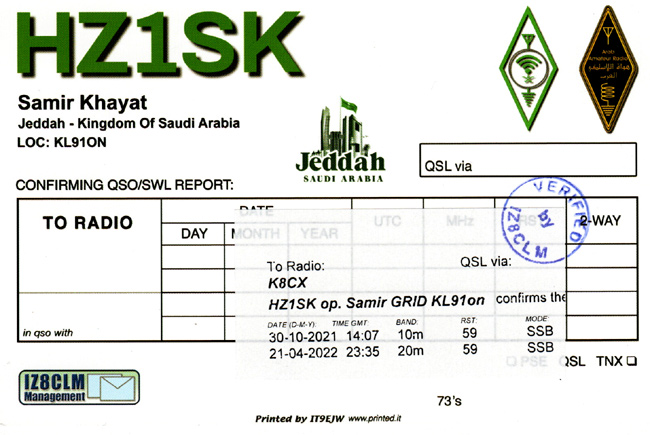 HZ1SK
Samir Khayat
Jeddah - Kingdom Of Saudi Arabia
LOC: KL91ON
Arab
Amateur Radio
Jeddah
SAUDI ARABIA
QSL via
CONFIRMING QSO/SWL REPORT:
VERIFIED
by
IZ8CLM
TO RADIO
DATE
DAY
MONTH
YEAR
UTC
MHz
RST
2-WAY
in qso with
To Radio:
QSL via:
K8CX
HZ1SK op. Samir GRID KL91on confirms the
DATE (D-M-Y): TIME GMT: BAND: RST: MODE:
30-10-2021 14:07 10m 59 SSB
21-04-2022 23:35 20m 59 SSB
PSE QSL TNX
IZ8CLM
Management
73's
Printed by IT9EJW www.printed.it